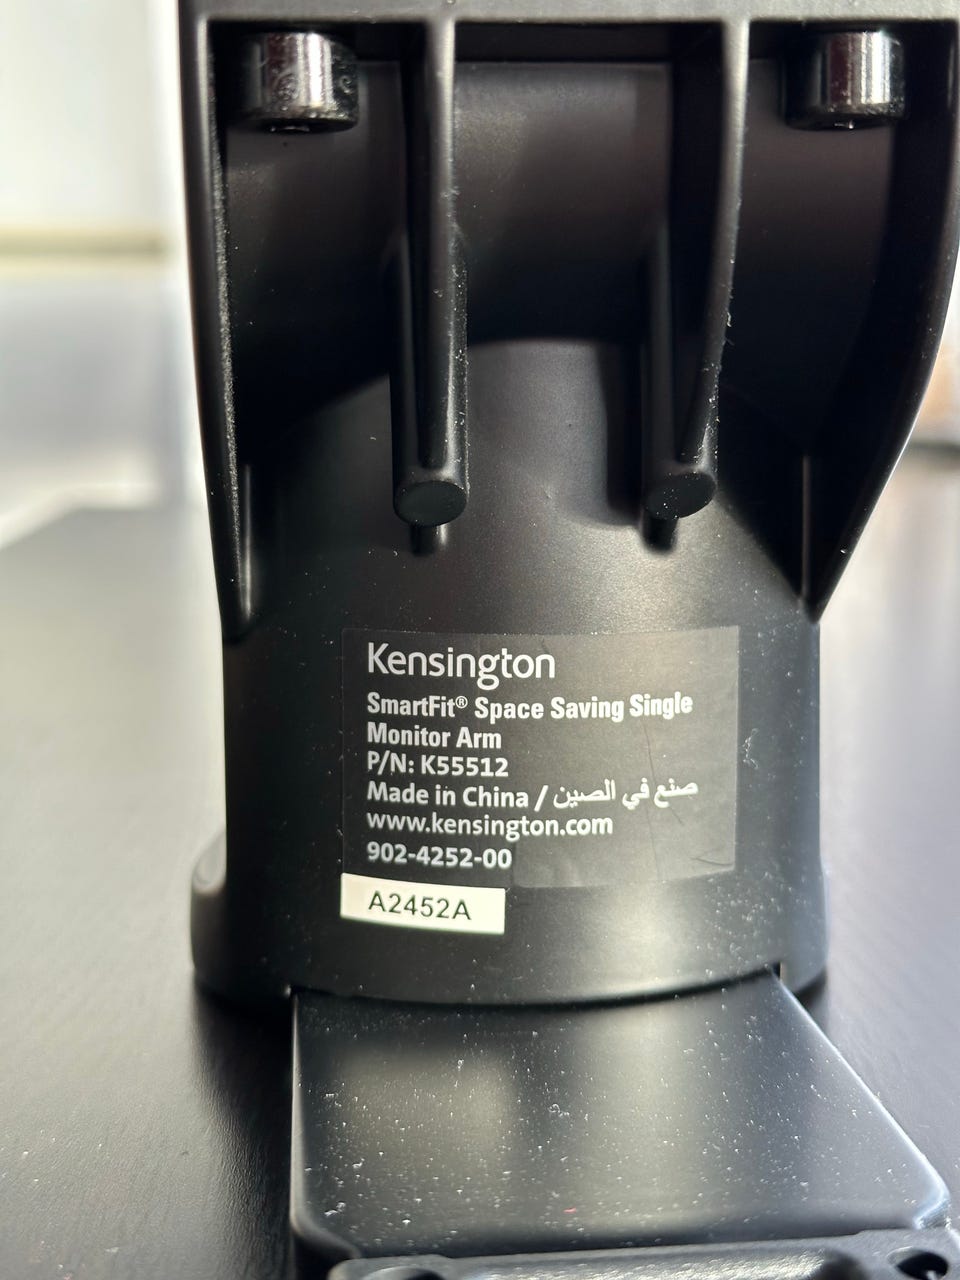 Kensington
SmartFit® Space Saving Single
Monitor Arm
P/N: K55512
Made in China / صنع في الصين
www.kensington.com
902-4252-00
A2452A